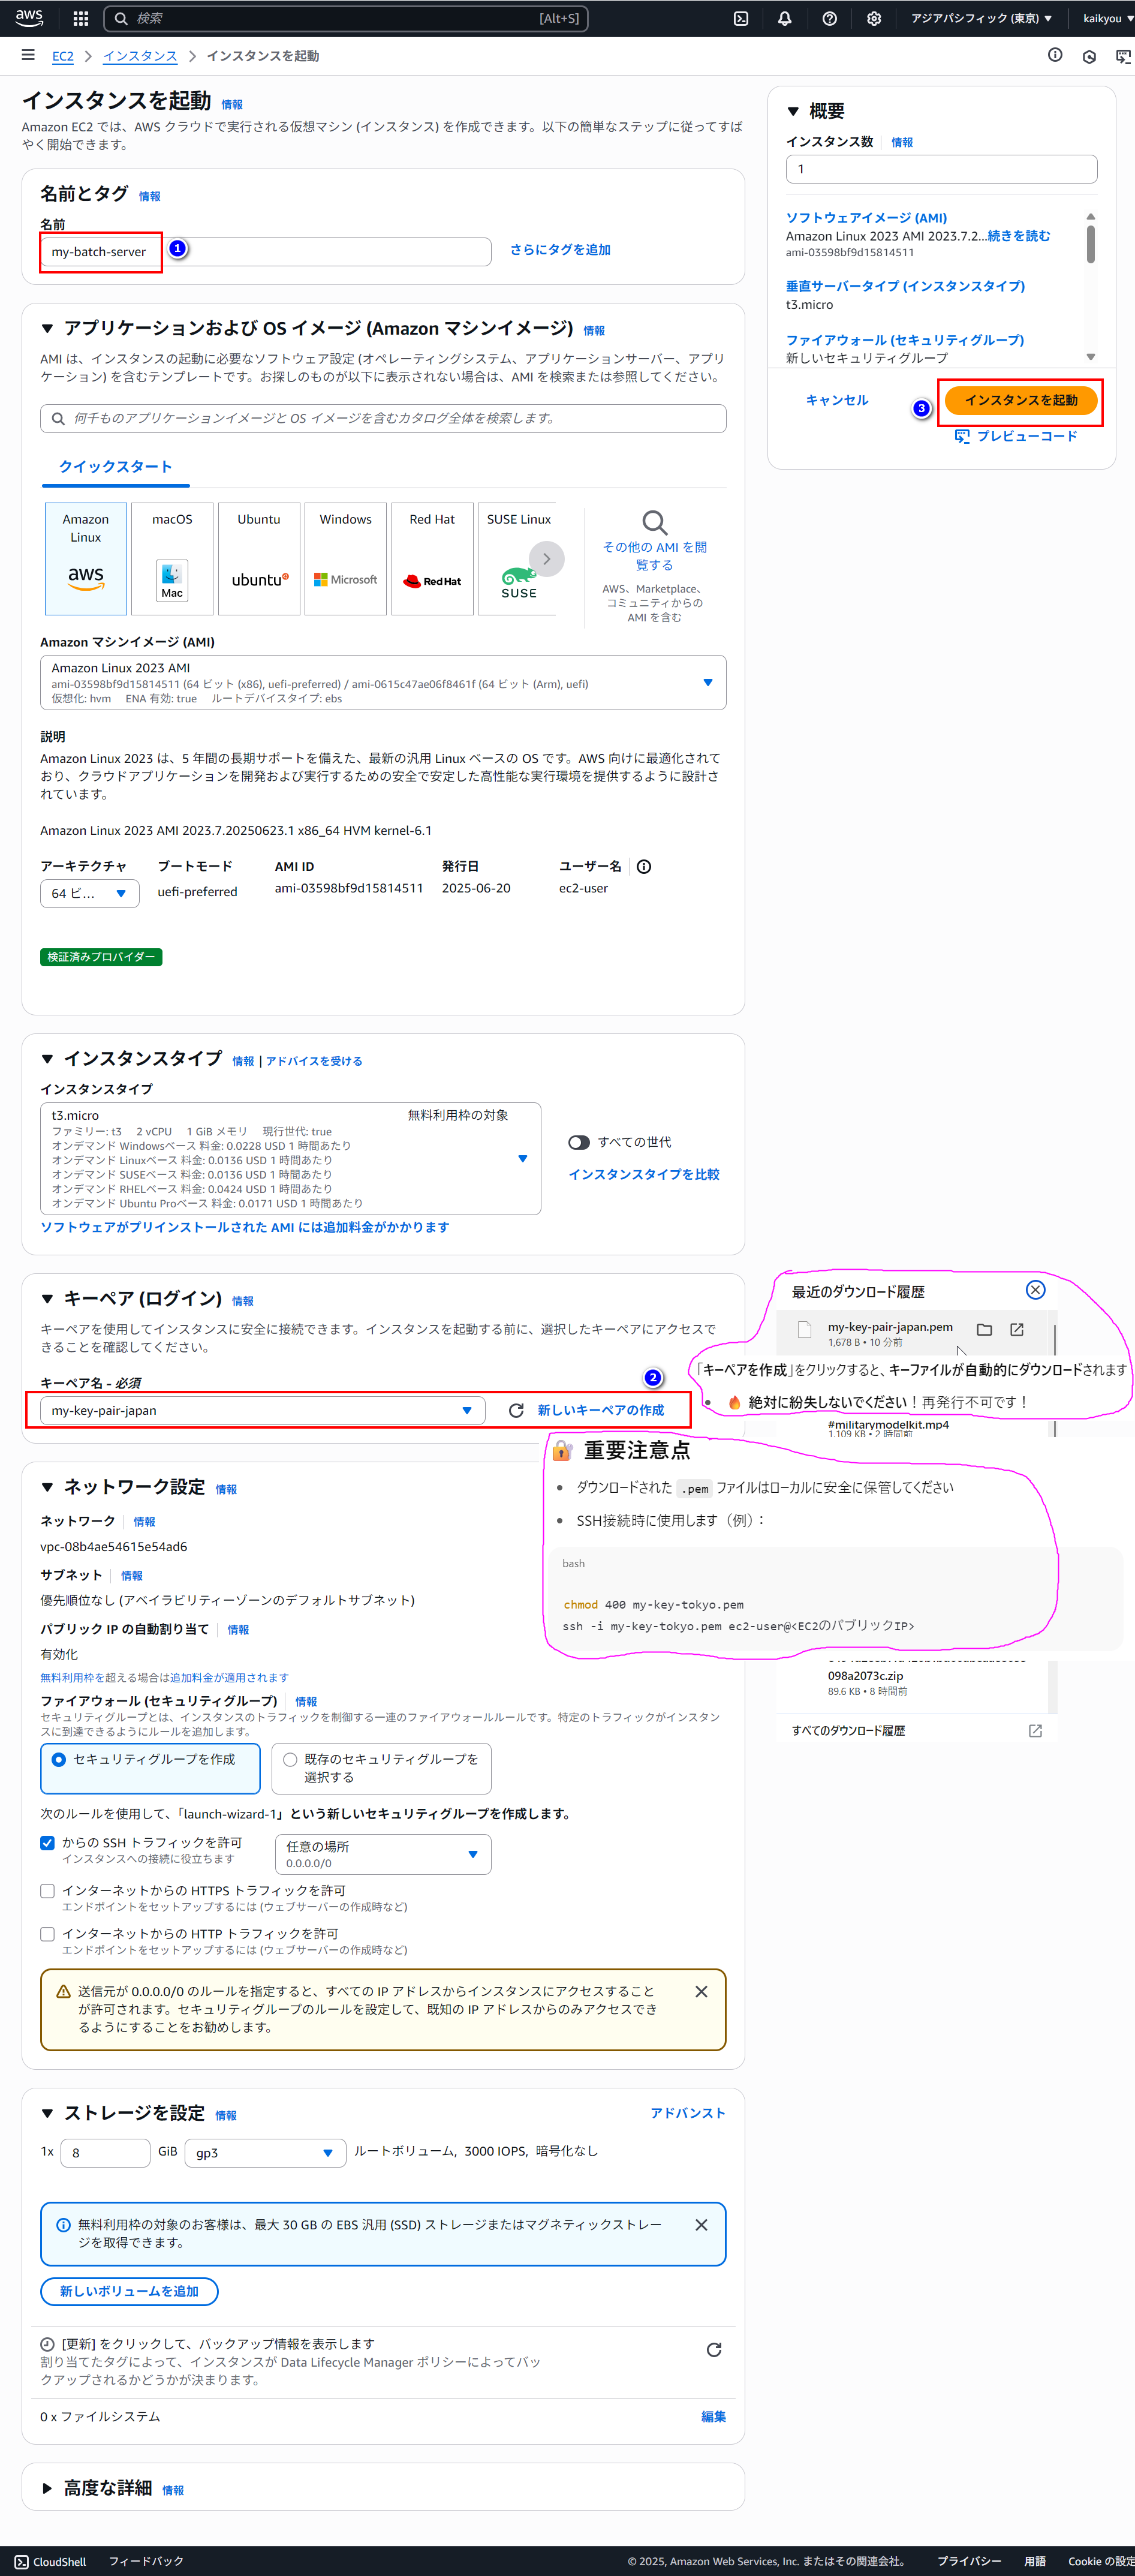 aws
検索
[Alt+S]
アジアパシフィック (東京) ▼
kaikyou ▼
EC2 > インスタンス > インスタンスを起動
インスタンスを起動 情報
Amazon EC2 では、AWS クラウドで実行される仮想マシン (インスタンス) を作成できます。以下の簡単なステップに従ってすば
やく開始できます。
名前とタグ 情報
名前
my-batch-server
1
さらにタグを追加
▼ アプリケーションおよび OS イメージ (Amazon マシンイメージ) 情報
AMI は、インスタンスの起動に必要なソフトウェア設定 (オペレーティングシステム、アプリケーションサーバー、アプリ
ケーション) を含むテンプレートです。お探しのものが以下に表示されない場合は、AMI を検索または参照してください。
何千ものアプリケーションイメージと OS イメージを含むカタログ全体を検索します。
クイックスタート
Amazon
Linux
aws
macOS
Mac
Ubuntu
ubuntu
Windows
Microsoft
Red Hat
Red Hat
SUSE Linux
SUSE
その他の AMI を閲
覧する
AWS、Marketplace、
コミュニティからの
AMI を含む
Amazon マシンイメージ (AMI)
Amazon Linux 2023 AMI
ami-03598bf9d15814511 (64 ビット (x86), uefi-preferred) / ami-0615c47ae06f8461f (64 ビット (Arm), uefi)
仮想化: hvm ENA 有効: true ルートデバイスタイプ: ebs
説明
Amazon Linux 2023 は、5 年間の長期サポートを備えた、最新の汎用 Linux ベースの OS です。AWS 向けに最適化されて
おり、クラウドアプリケーションを開発および実行するための安全で安定した高性能な実行環境を提供するように設計さ
れています。
Amazon Linux 2023 AMI 2023.7.20250623.1 x86_64 HVM kernel-6.1
アーキテクチャ ブートモード AMI ID 発行日 ユーザー名
64 ビ… uefi-preferred ami-03598bf9d15814511 2025-06-20 ec2-user
検証済みプロバイダー
▼ インスタンスタイプ 情報 | アドバイスを受ける
インスタンスタイプ
t3.micro 無料利用枠の対象
ファミリー: t3 2 vCPU 1 GiB メモリ 現行世代: true
オンデマンド Windowsベース 料金: 0.0228 USD 1 時間あたり
オンデマンド Linuxベース 料金: 0.0136 USD 1 時間あたり
オンデマンド SUSEベース 料金: 0.0136 USD 1 時間あたり
オンデマンド RHELベース 料金: 0.0424 USD 1 時間あたり
オンデマンド Ubuntu Proベース 料金: 0.0171 USD 1 時間あたり
すべての世代
インスタンスタイプを比較
ソフトウェアがプリインストールされた AMI には追加料金がかかります
▼ キーペア (ログイン) 情報
キーペアを使用してインスタンスに安全に接続できます。インスタンスを起動する前に、選択したキーペアにアクセスで
きることを確認してください。
キーペア名 - 必須
2
my-key-pair-japan
新しいキーペアの作成
▼ ネットワーク設定 情報
ネットワーク 情報
vpc-08b4ae54615e54ad6
サブネット 情報
優先順位なし (アベイラビリティーゾーンのデフォルトサブネット)
パブリック IP の自動割り当て 情報
有効化
無料利用枠を超える場合は追加料金が適用されます
ファイアウォール (セキュリティグループ) 情報
セキュリティグループとは、インスタンスのトラフィックを制御する一連のファイアウォールルールです。特定のトラフィックがインスタン
スに到達できるようにルールを追加します。
セキュリティグループを作成
既存のセキュリティグループを
選択する
次のルールを使用して、「launch-wizard-1」という新しいセキュリティグループを作成します。
からの SSH トラフィックを許可
インスタンスへの接続に役立ちます
任意の場所
0.0.0.0/0
インターネットからの HTTPS トラフィックを許可
エンドポイントをセットアップするには (ウェブサーバーの作成時など)
インターネットからの HTTP トラフィックを許可
エンドポイントをセットアップするには (ウェブサーバーの作成時など)
送信元が 0.0.0.0/0 のルールを指定すると、すべての IP アドレスからインスタンスにアクセスすること
が許可されます。セキュリティグループのルールを設定して、既知の IP アドレスからのみアクセスでき
るようにすることをお勧めします。
▼ ストレージを設定 情報
アドバンスト
1x 8 GiB gp3 ルートボリューム, 3000 IOPS, 暗号化なし
無料利用枠の対象のお客様は、最大 30 GB の EBS 汎用 (SSD) ストレージまたはマグネティックストレー
ジを取得できます。
新しいボリュームを追加
[更新] をクリックして、バックアップ情報を表示します
割り当てたタグによって、インスタンスが Data Lifecycle Manager ポリシーによってバッ
クアップされるかどうかが決まります。
0 x ファイルシステム
編集
▶ 高度な詳細 情報
▼ 概要
インスタンス数 情報
1
ソフトウェアイメージ (AMI)
Amazon Linux 2023 AMI 2023.7.2...続きを読む
ami-03598bf9d15814511
垂直サーバータイプ (インスタンスタイプ)
t3.micro
ファイアウォール (セキュリティグループ)
新しいセキュリティグループ
キャンセル
3
インスタンスを起動
プレビューコード
最近のダウンロード履歴
my-key-pair-japan.pem
1,678 B • 10 分前
「キーペアを作成」をクリックすると、キーファイルが自動的にダウンロードされます
• 🔥 絶対に紛失しないでください！再発行不可です！
#militarymodelkit.mp4
1,109 KB • 2 時間前
🔐 重要注意点
• ダウンロードされた .pem ファイルはローカルに安全に保管してください
• SSH接続時に使用します（例）：
bash
chmod 400 my-key-tokyo.pem
ssh -i my-key-tokyo.pem ec2-user@<EC2のパブリックIP>
098a2073c.zip
89.6 KB • 8 時間前
すべてのダウンロード履歴
CloudShell フィードバック
© 2025, Amazon Web Services, Inc. またはその関連会社。 プライバシー 用語 Cookie の設定